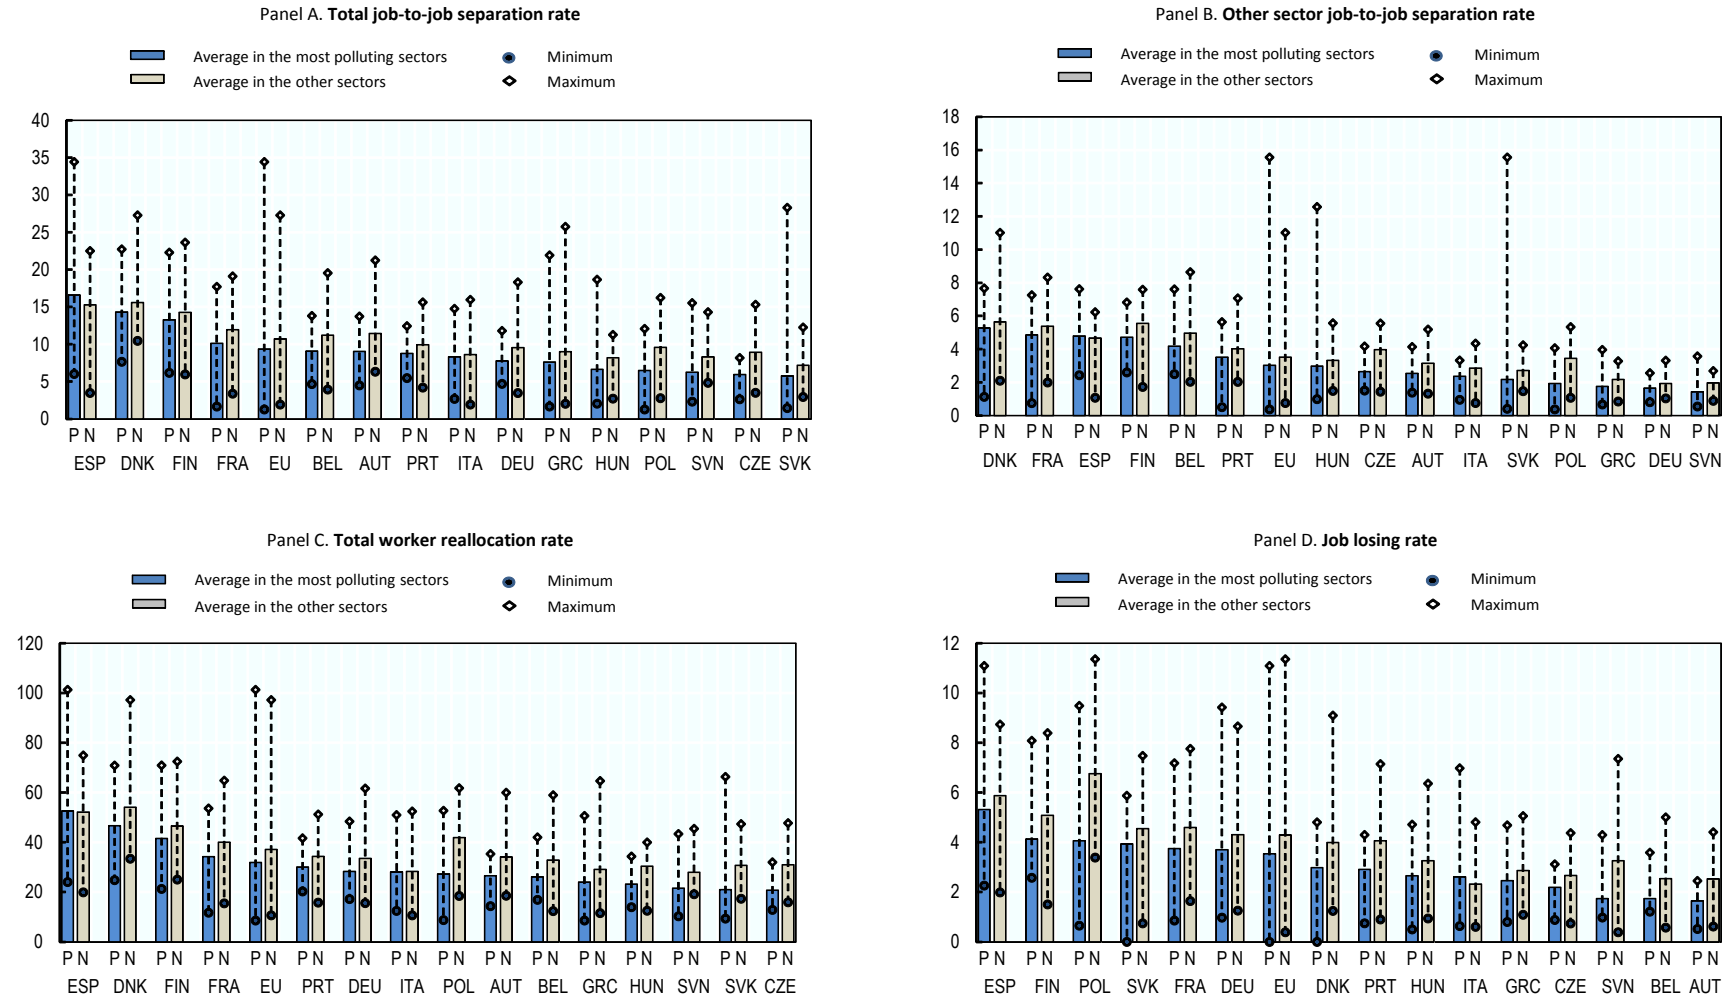 Panel A. Total job-to-job separation rate
Average in the most polluting sectors
Minimum
Average in the other sectors
Maximum
40
35
30
25
20
15
10
5
0
P N P N P N P N P N P N P N P N P N P N P N P N P N P N P N P N
ESP DNK FIN FRA EU BEL AUT PRT ITA DEU GRC HUN POL SVN CZE SVK
Panel B. Other sector job-to-job separation rate
Average in the most polluting sectors
Minimum
Average in the other sectors
Maximum
18
16
14
12
10
8
6
4
2
0
P N P N P N P N P N P N P N P N P N P N P N P N P N P N P N P N
DNK FRA ESP FIN BEL PRT EU HUN CZE AUT ITA SVK POL GRC DEU SVN
Panel C. Total worker reallocation rate
Average in the most polluting sectors
Minimum
Average in the other sectors
Maximum
120
100
80
60
40
20
0
P N P N P N P N P N P N P N P N P N P N P N P N P N P N P N P N
ESP DNK FIN FRA EU PRT DEU ITA POL AUT BEL GRC HUN SVN SVK CZE
Panel D. Job losing rate
Average in the most polluting sectors
Minimum
Average in the other sectors
Maximum
12
10
8
6
4
2
0
P N P N P N P N P N P N P N P N P N P N P N P N P N P N P N P N
ESP FIN POL SVK FRA DEU EU DNK PRT HUN ITA GRC CZE SVN BEL AUT